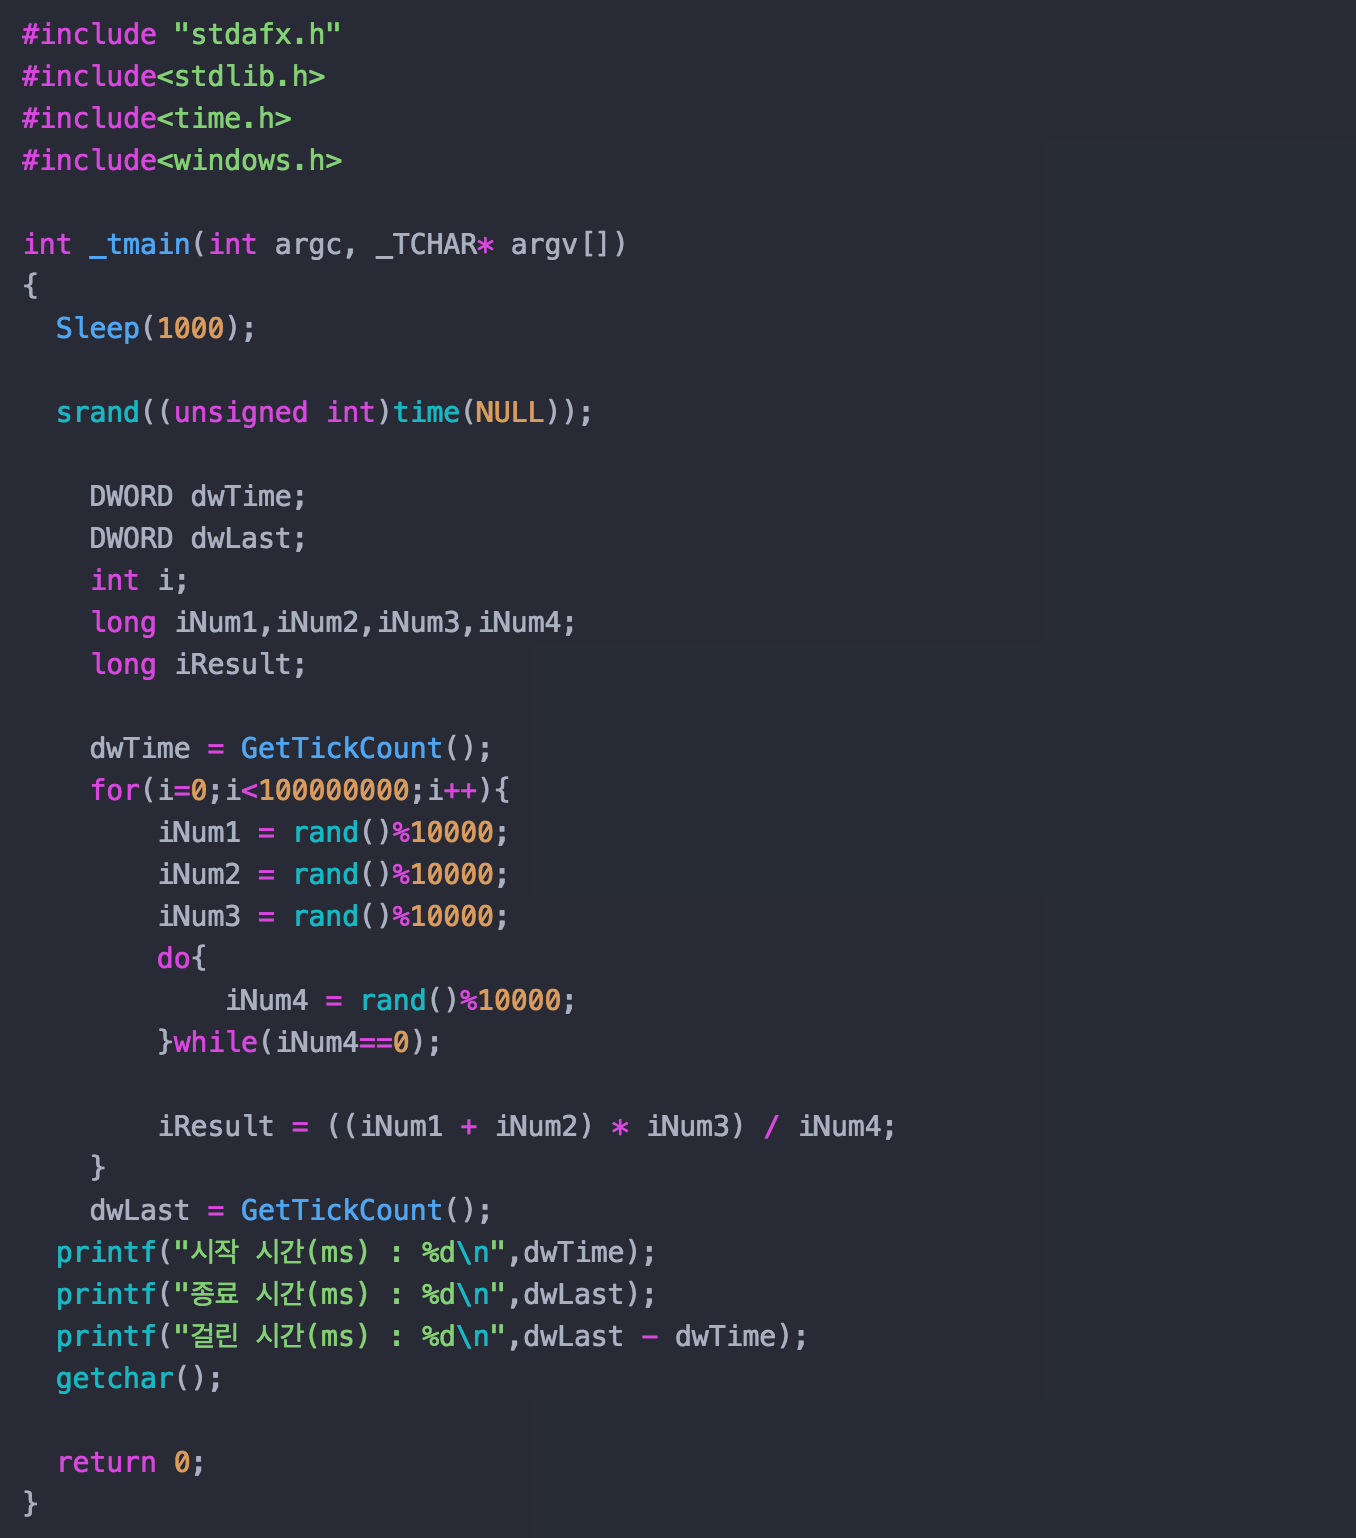 #include "stdafx.h"
#include<stdlib.h>
#include<time.h>
#include<windows.h>

int _tmain(int argc, _TCHAR* argv[])
{
  Sleep(1000);

  srand((unsigned int)time(NULL));

    DWORD dwTime;
    DWORD dwLast;
    int i;
    long iNum1,iNum2,iNum3,iNum4;
    long iResult;

    dwTime = GetTickCount();
    for(i=0;i<100000000;i++){
        iNum1 = rand()%10000;
        iNum2 = rand()%10000;
        iNum3 = rand()%10000;
        do{
            iNum4 = rand()%10000;
        }while(iNum4==0);

        iResult = ((iNum1 + iNum2) * iNum3) / iNum4;
    }
    dwLast = GetTickCount();
  printf("시작 시간(ms) : %d\n",dwTime);
  printf("종료 시간(ms) : %d\n",dwLast);
  printf("걸린 시간(ms) : %d\n",dwLast - dwTime);
  getchar();

  return 0;
}